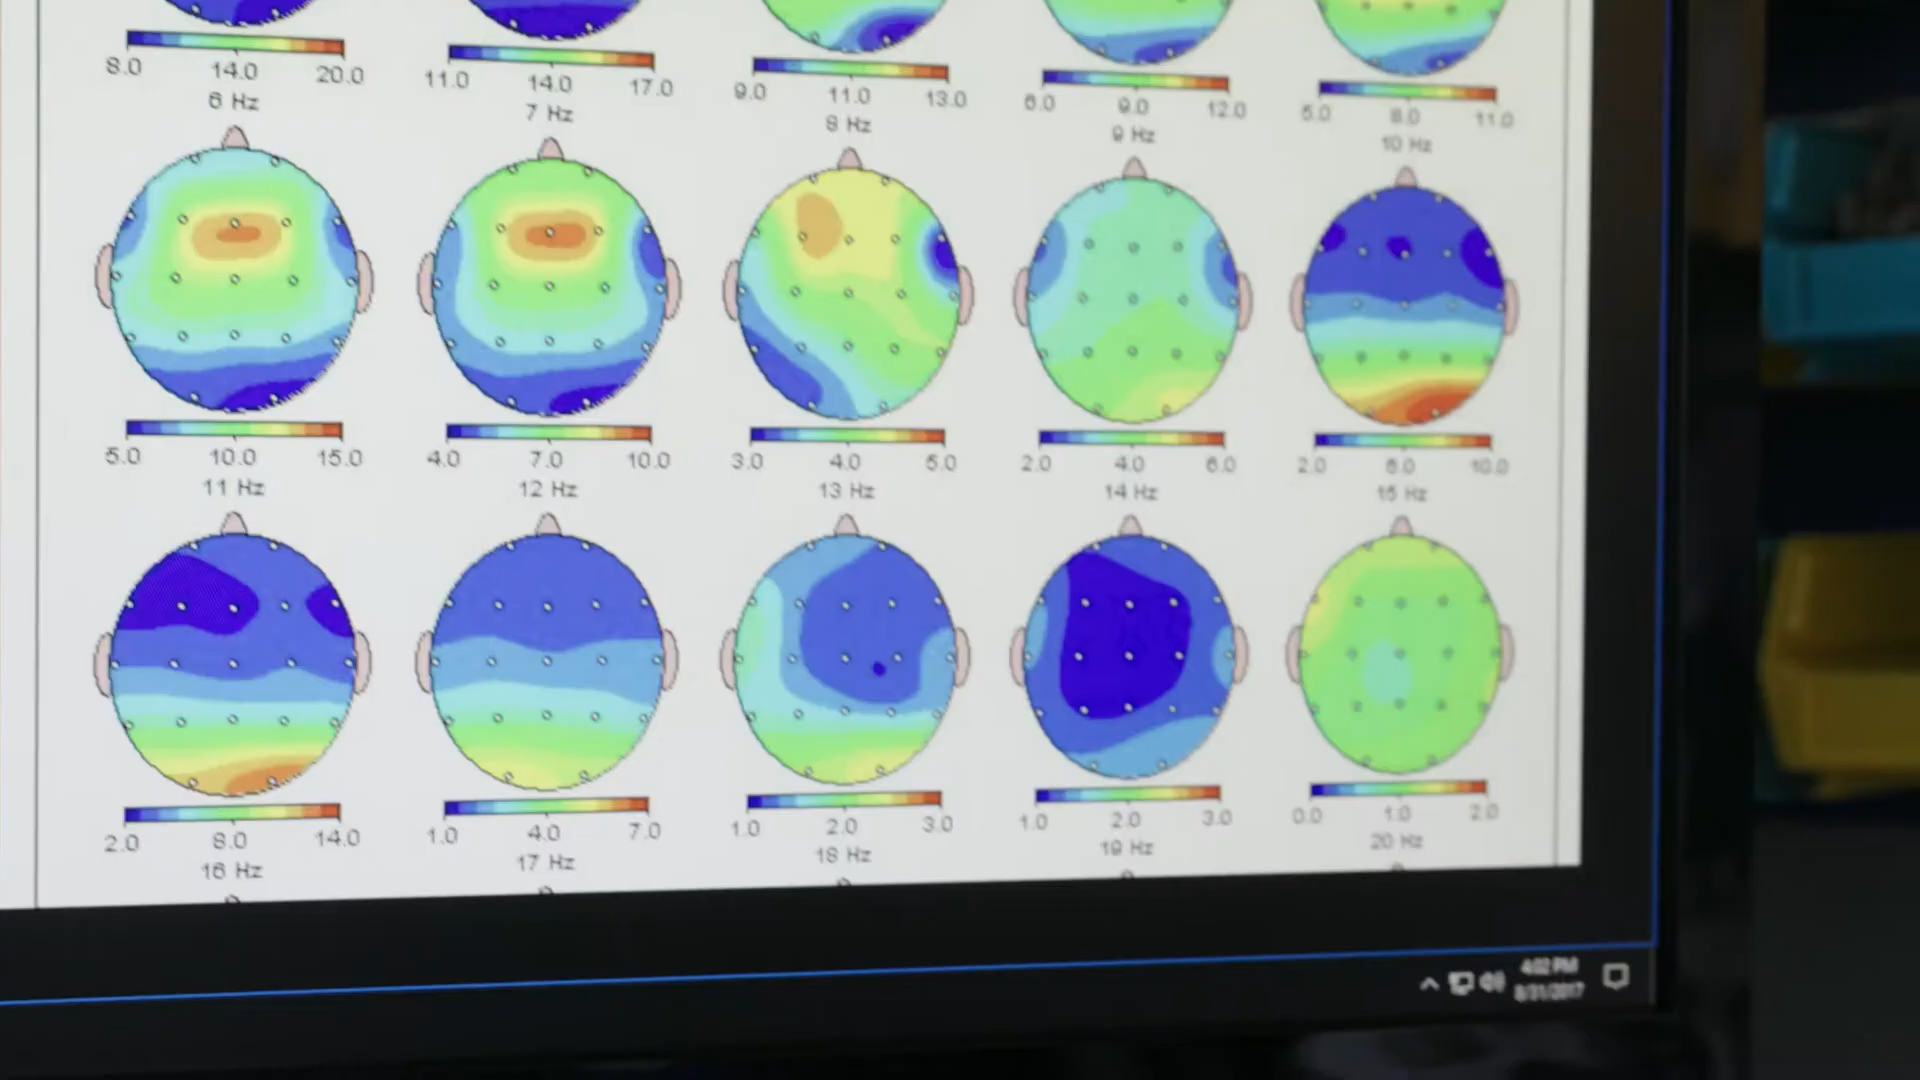 8.0 14.0 20.0
11.0 14.0 17.0
9.0 11.0 13.0
6.0 9.0 12.0
5.0 8.0 11.0
6 Hz
7 Hz
8 Hz
9 Hz
10 Hz
5.0 10.0 15.0
4.0 7.0 10.0
3.0 4.0 5.0
2.0 4.0 6.0
2.0 6.0 10.0
11 Hz
12 Hz
13 Hz
14 Hz
15 Hz
2.0 8.0 14.0
1.0 4.0 7.0
1.0 2.0 3.0
1.0 2.0 3.0
0.0 1.0 2.0
16 Hz
17 Hz
18 Hz
19 Hz
20 Hz
4:02 PM
8/31/2017